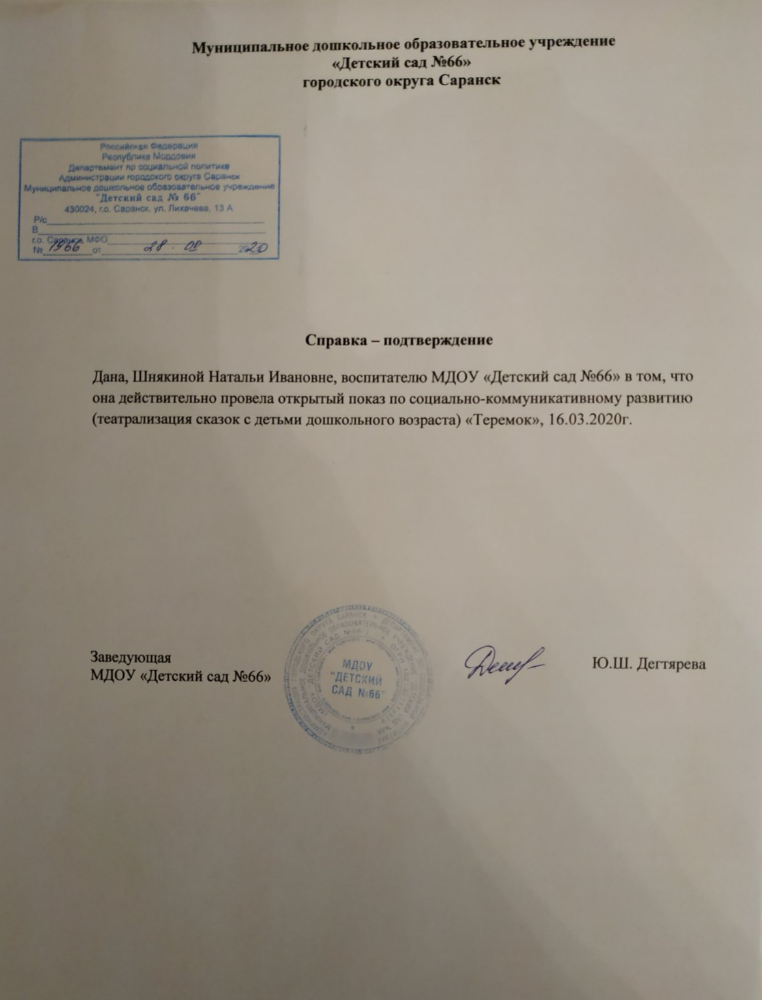 Муниципальное дошкольное образовательное учреждение
«Детский сад №66»
городского округа Саранск
Российская Федерация
Республика Мордовия
Департамент по социальной политике
Администрации городского округа Саранск
Муниципальное дошкольное образовательное учреждение
"Детский сад № 66"
430024, г.о. Саранск, ул. Лихачева, 13 А
Р/с
В
г.о. Саранск, МФО
№ 1966 от 28. 09 2020
Справка – подтверждение
Дана, Шнякиной Натальи Ивановне, воспитателю МДОУ «Детский сад №66» в том, что
она действительно провела открытый показ по социально-коммуникативному развитию
(театрализация сказок с детьми дошкольного возраста) «Теремок», 16.03.2020г.
Заведующая
МДОУ «Детский сад №66»
МДОУ
"ДЕТСКИЙ
САД №66"
Ю.Ш. Дегтярева